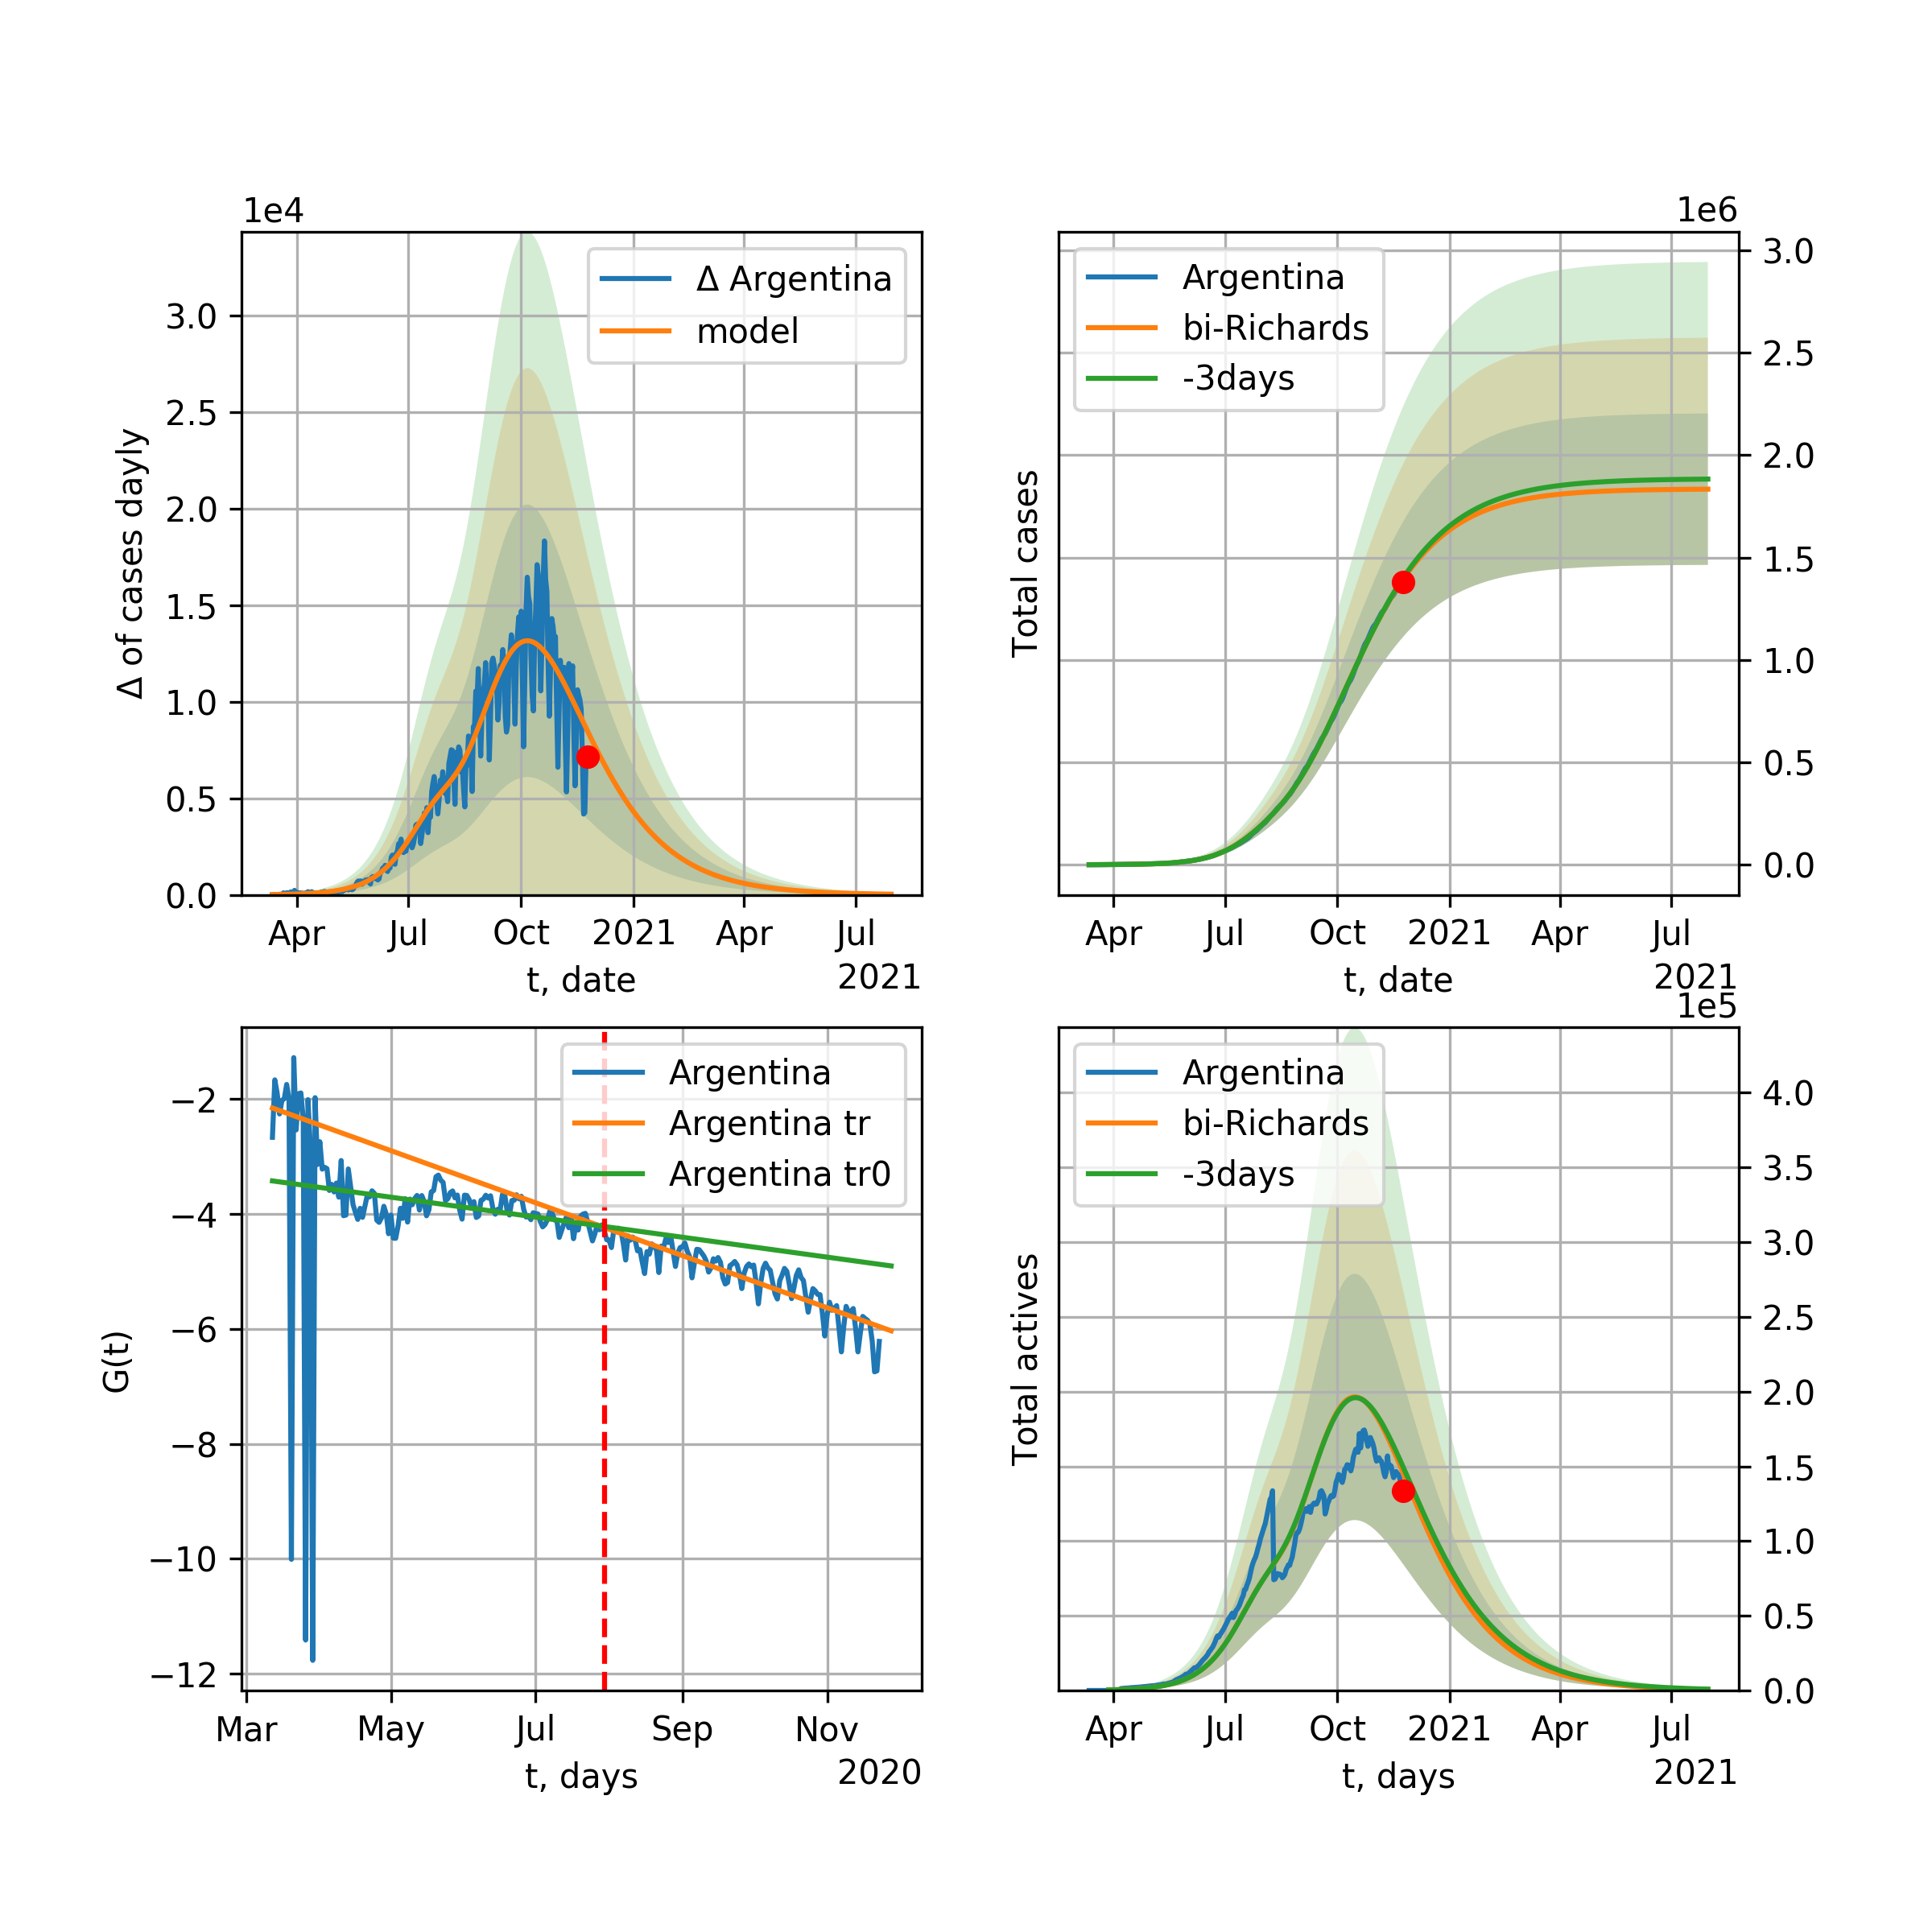 1e4
Δ Argentina
model
3.0
2.5
2.0
1.5
1.0
0.5
0.0
Δ of cases dayly
Apr Jul Oct 2021 Apr Jul
t, date
2021
1e6
Argentina
bi-Richards
-3days
3.0
2.5
2.0
1.5
1.0
0.5
0.0
Total cases
Apr Jul Oct 2021 Apr Jul
t, date
2021
Argentina
Argentina tr
Argentina tr0
−2
−4
−6
−8
−10
−12
G(t)
Mar May Jul Sep Nov
t, days
2020
1e5
Argentina
bi-Richards
-3days
4.0
3.5
3.0
2.5
2.0
1.5
1.0
0.5
0.0
Total actives
Apr Jul Oct 2021 Apr Jul
t, days
2021